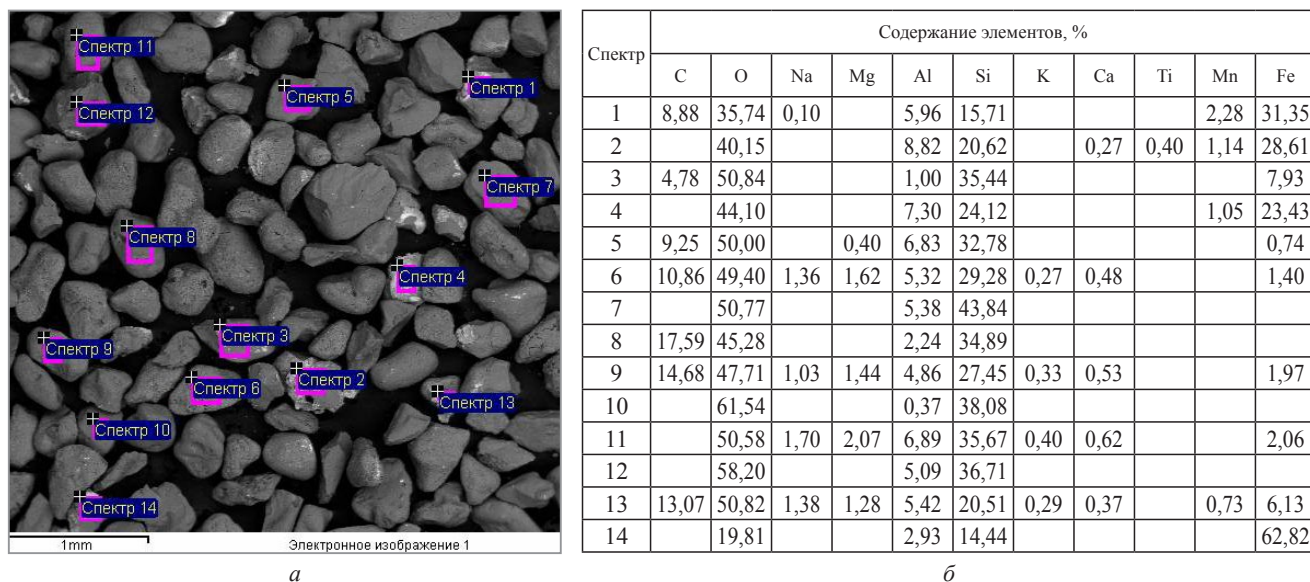 Спектр 11
Спектр 12
Спектр 5
Спектр 1
Спектр 7
Спектр 8
Спектр 4
Спектр 3
Спектр 9
Спектр 6
Спектр 2
Спектр 13
Спектр 10
Спектр 14
1mm Электронное изображение 1
а
Спектр Содержание элементов, %
C O Na Mg Al Si K Ca Ti Mn Fe
1 8,88 35,74 0,10 5,96 15,71 2,28 31,35
2 40,15 8,82 20,62 0,27 0,40 1,14 28,61
3 4,78 50,84 1,00 35,44 7,93
4 44,10 7,30 24,12 1,05 23,43
5 9,25 50,00 0,40 6,83 32,78 0,74
6 10,86 49,40 1,36 1,62 5,32 29,28 0,27 0,48 1,40
7 50,77 5,38 43,84
8 17,59 45,28 2,24 34,89
9 14,68 47,71 1,03 1,44 4,86 27,45 0,33 0,53 1,97
10 61,54 0,37 38,08
11 50,58 1,70 2,07 6,89 35,67 0,40 0,62 2,06
12 58,20 5,09 36,71
13 13,07 50,82 1,38 1,28 5,42 20,51 0,29 0,37 0,73 6,13
14 19,81 2,93 14,44 62,82
б